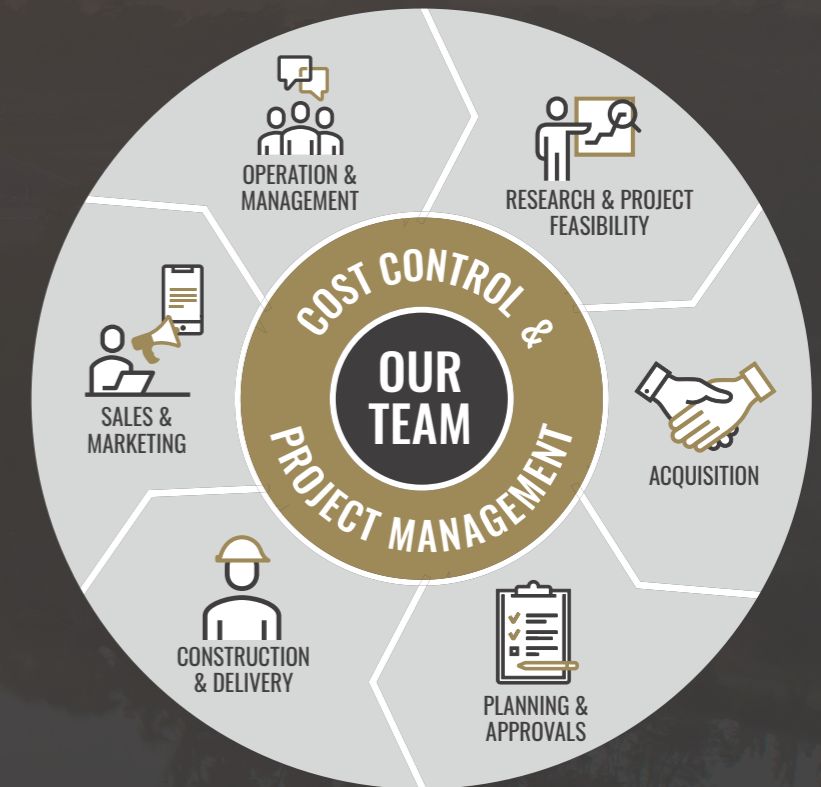 OPERATION &
MANAGEMENT
RESEARCH & PROJECT
FEASIBILITY
COST CONTROL &
OUR
TEAM
PROJECT MANAGEMENT
SALES &
MARKETING
ACQUISITION
CONSTRUCTION
& DELIVERY
PLANNING &
APPROVALS